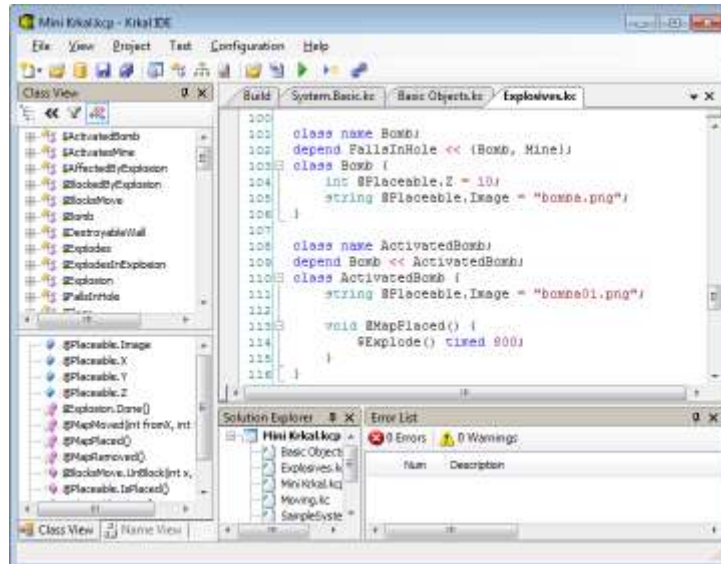 Mini Krkal.kcp - Krkal IDE
File View Project Text Configuration Help
Class View
Build System.Basic.kc Basic Objects.kc Explosives.kc
@ActivatedBomb
@ActivatesMine
@AffectedByExplosion
@BlockedByExplosion
@BlocksMove
@Bomb
@DestroyableWall
@Explodes
@ExplodesInExplosion
@Explosion
@FallsInHole
100
101 class name Bomb;
102 depend FallsInHole << {Bomb, Mine};
103 class Bomb {
104 int @Placeable.Z = 10;
105 string @Placeable.Image = "bomba.png";
106 }
107
108 class name ActivatedBomb;
109 depend Bomb << ActivatedBomb;
110 class ActivatedBomb {
111 string @Placeable.Image = "bomba01.png";
112
113 void @MapPlaced() {
114 @Explode() timed 800;
115 }
116 }
@Placeable.Image
@Placeable.X
@Placeable.Y
@Placeable.Z
@Explosion.Done()
@MapMoved(int fromX, int
@MapPlaced()
@MapRemoved()
@BlocksMove.UnBlock(int x,
@Placeable.IsPlaced()
Class View Name View
Solution Explorer
Mini Krkal.kcp
Basic Object
Explosives.k
Mini Krkal.kcp
Moving.kc
SampleSyste
Error List
0 Errors 0 Warnings
Num Description